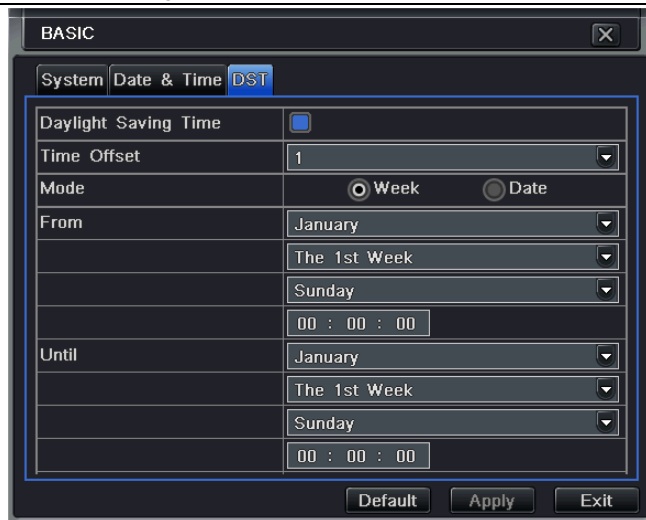 BASIC
System Date & Time DST
Daylight Saving Time
Time Offset 1
Mode Week Date
From January
The 1st Week
Sunday
00 : 00 : 00
Until January
The 1st Week
Sunday
00 : 00 : 00
Default Apply Exit